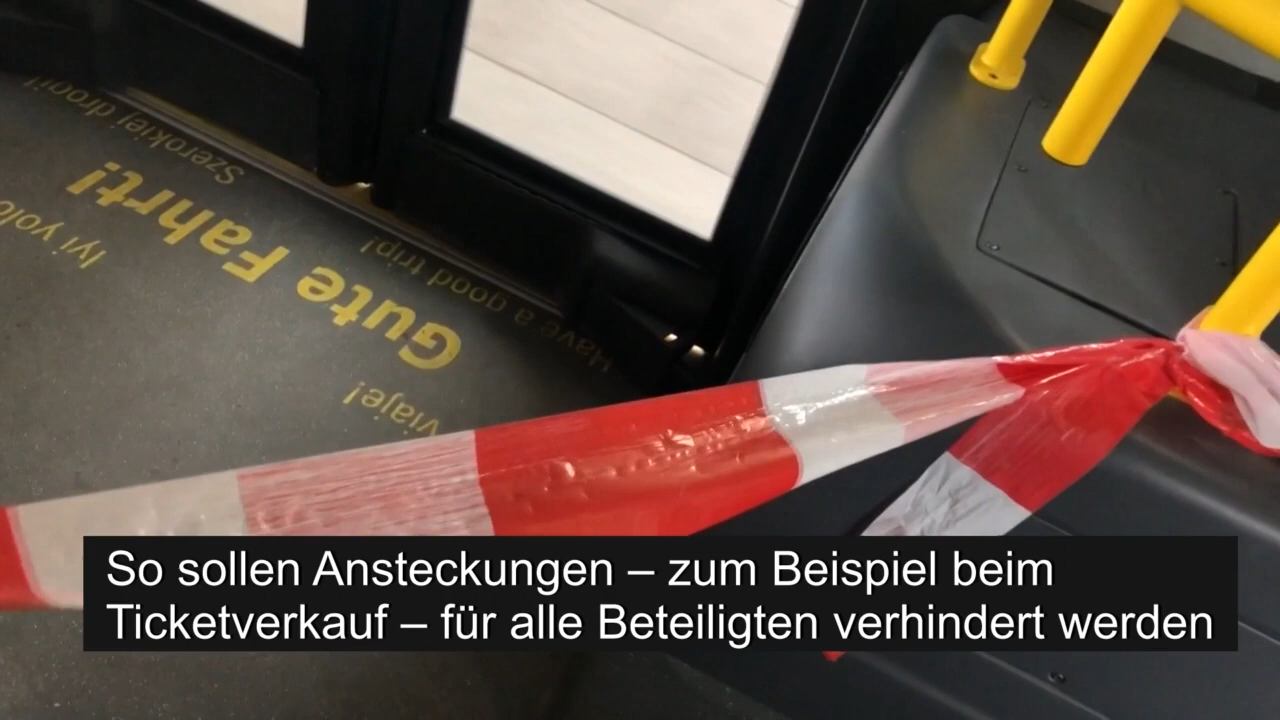 Szerokiej drogi!
Iyi yolc
Gute Fahrt!
Have a good trip!
viaje!
So sollen Ansteckungen – zum Beispiel beim
Ticketverkauf – für alle Beteiligten verhindert werden